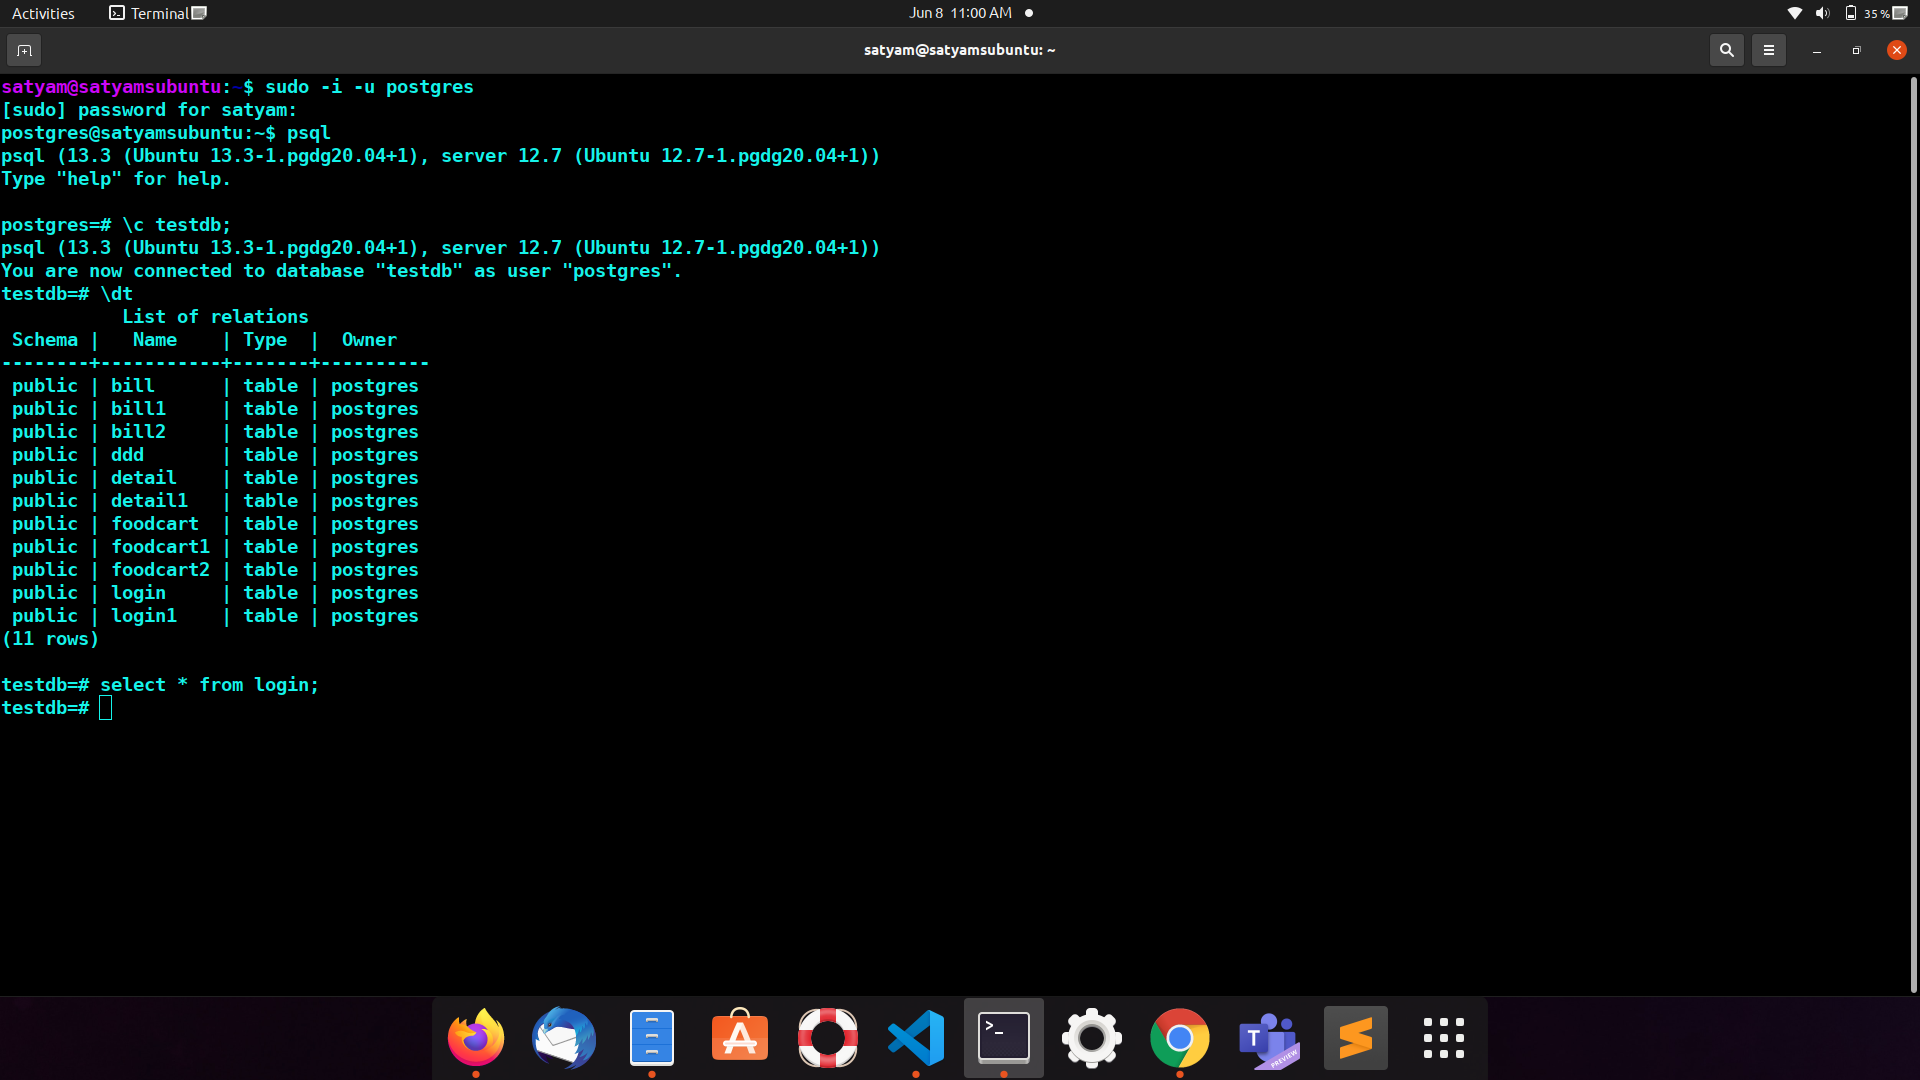 Activities Terminal Jun 8 11:00 AM 35 %
satyam@satyamsubuntu: ~
satyam@satyamsubuntu:~$ sudo -i -u postgres
[sudo] password for satyam:
postgres@satyamsubuntu:~$ psql
psql (13.3 (Ubuntu 13.3-1.pgdg20.04+1), server 12.7 (Ubuntu 12.7-1.pgdg20.04+1))
Type "help" for help.
postgres=# \c testdb;
psql (13.3 (Ubuntu 13.3-1.pgdg20.04+1), server 12.7 (Ubuntu 12.7-1.pgdg20.04+1))
You are now connected to database "testdb" as user "postgres".
testdb=# \dt
           List of relations
 Schema |   Name    | Type  |  Owner
--------+-----------+-------+----------
 public | bill      | table | postgres
 public | bill1     | table | postgres
 public | bill2     | table | postgres
 public | ddd       | table | postgres
 public | detail    | table | postgres
 public | detail1   | table | postgres
 public | foodcart  | table | postgres
 public | foodcart1 | table | postgres
 public | foodcart2 | table | postgres
 public | login     | table | postgres
 public | login1    | table | postgres
(11 rows)
testdb=# select * from login;
testdb=#
T PREVIEW